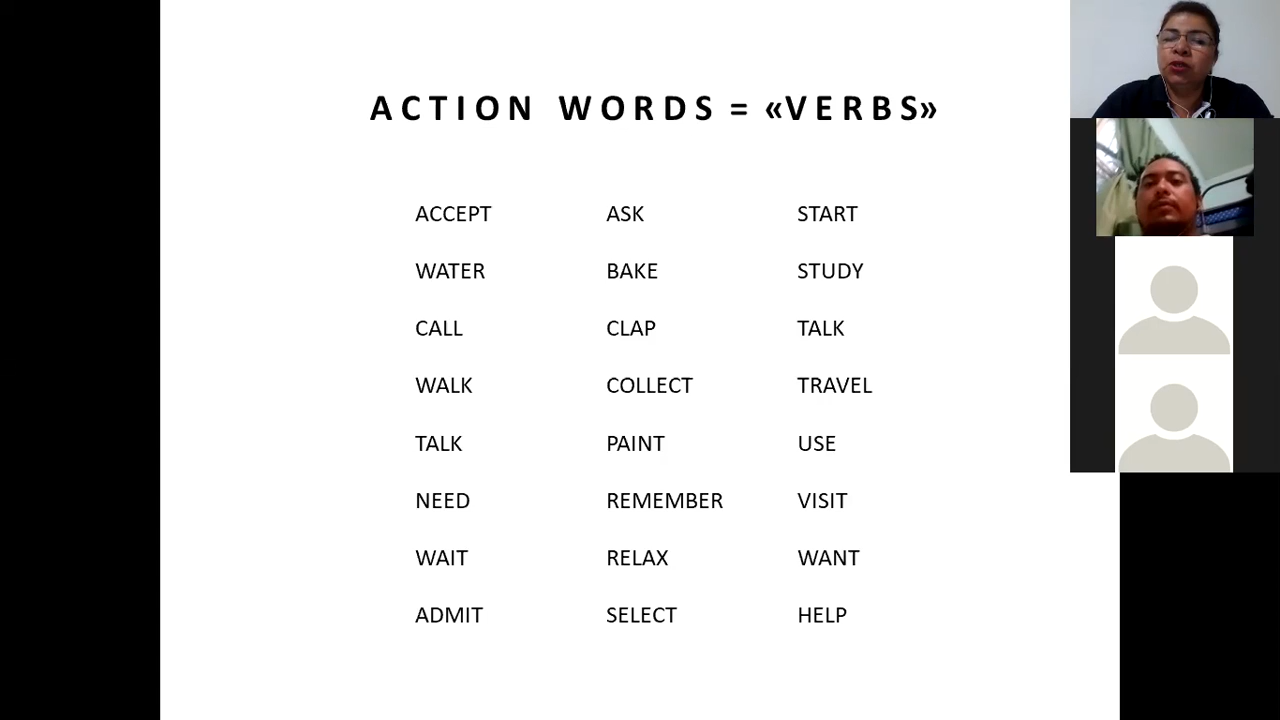 ACTION WORDS = «VERBS»
ACCEPT ASK START
WATER BAKE STUDY
CALL CLAP TALK
WALK COLLECT TRAVEL
TALK PAINT USE
NEED REMEMBER VISIT
WAIT RELAX WANT
ADMIT SELECT HELP